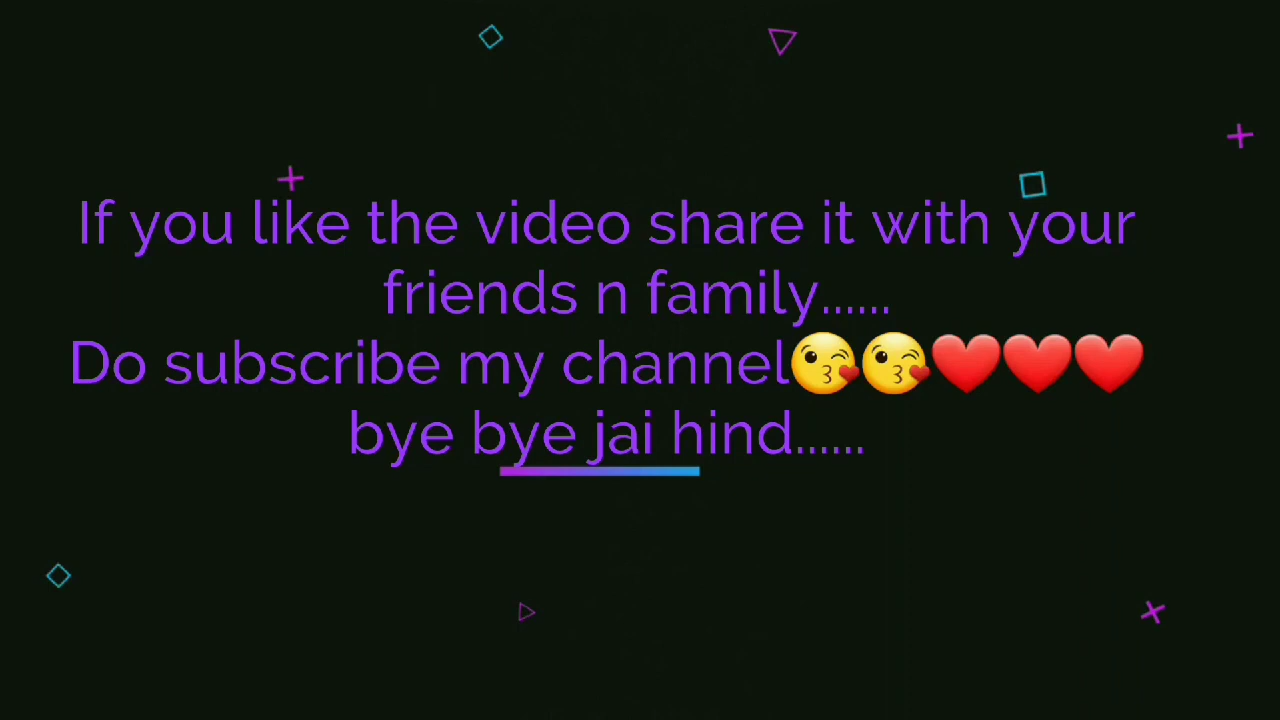 If you like the video share it with your
friends n family......
Do subscribe my channel😘😘❤️❤️❤️
bye bye jai hind......